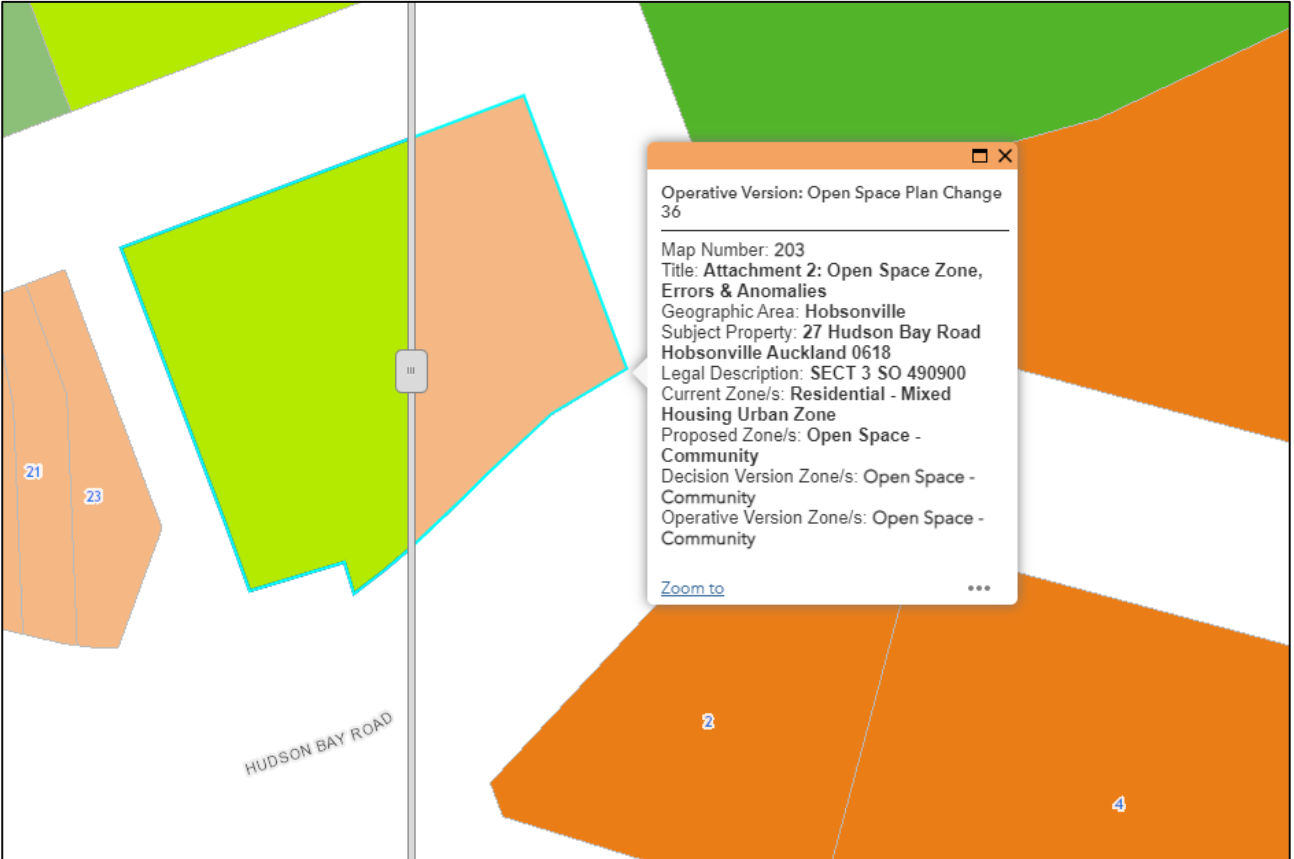 Operative Version: Open Space Plan Change
36
Map Number: 203
Title: Attachment 2: Open Space Zone,
Errors & Anomalies
Geographic Area: Hobsonville
Subject Property: 27 Hudson Bay Road
Hobsonville Auckland 0618
Legal Description: SECT 3 SO 490900
Current Zone/s: Residential - Mixed
Housing Urban Zone
Proposed Zone/s: Open Space -
Community
Decision Version Zone/s: Open Space -
Community
Operative Version Zone/s: Open Space -
Community
Zoom to
21
23
HUDSON BAY ROAD
2
4